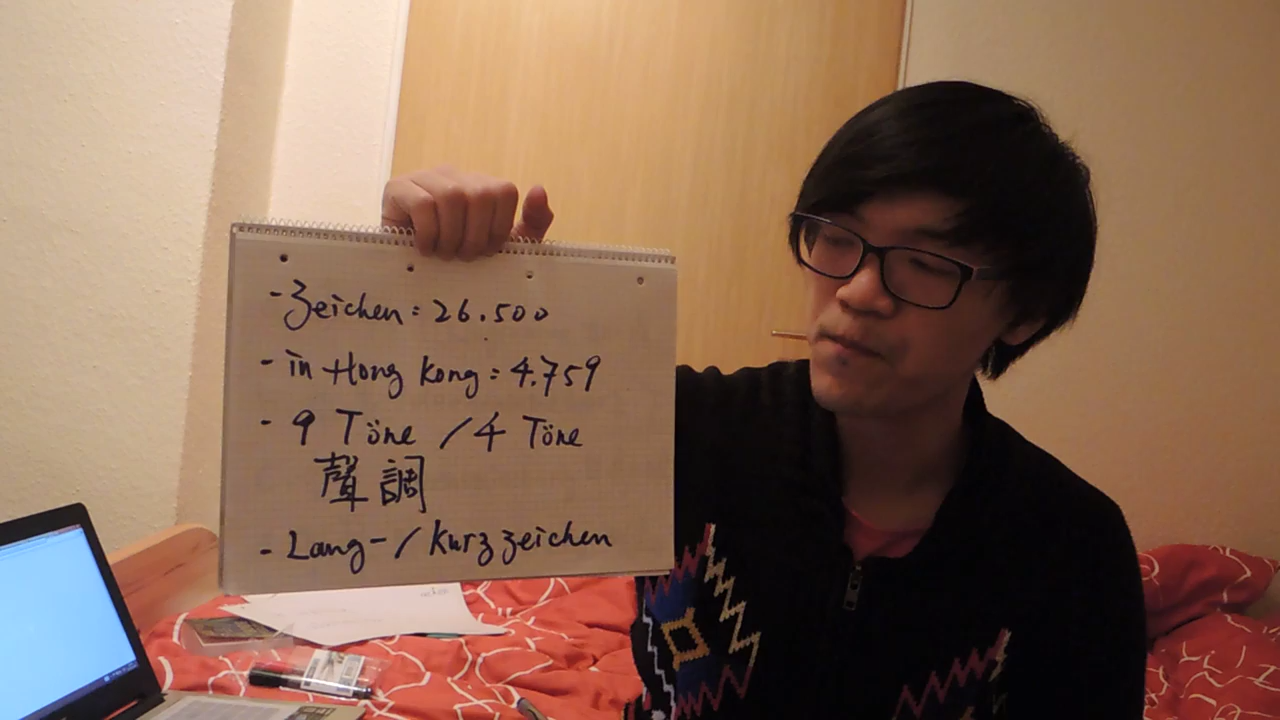 - Zeichen: 26.500
- in Hong Kong: 4.759
- 9 Töne / 4 Töne
聲調
- Lang- / Kurzzeichen